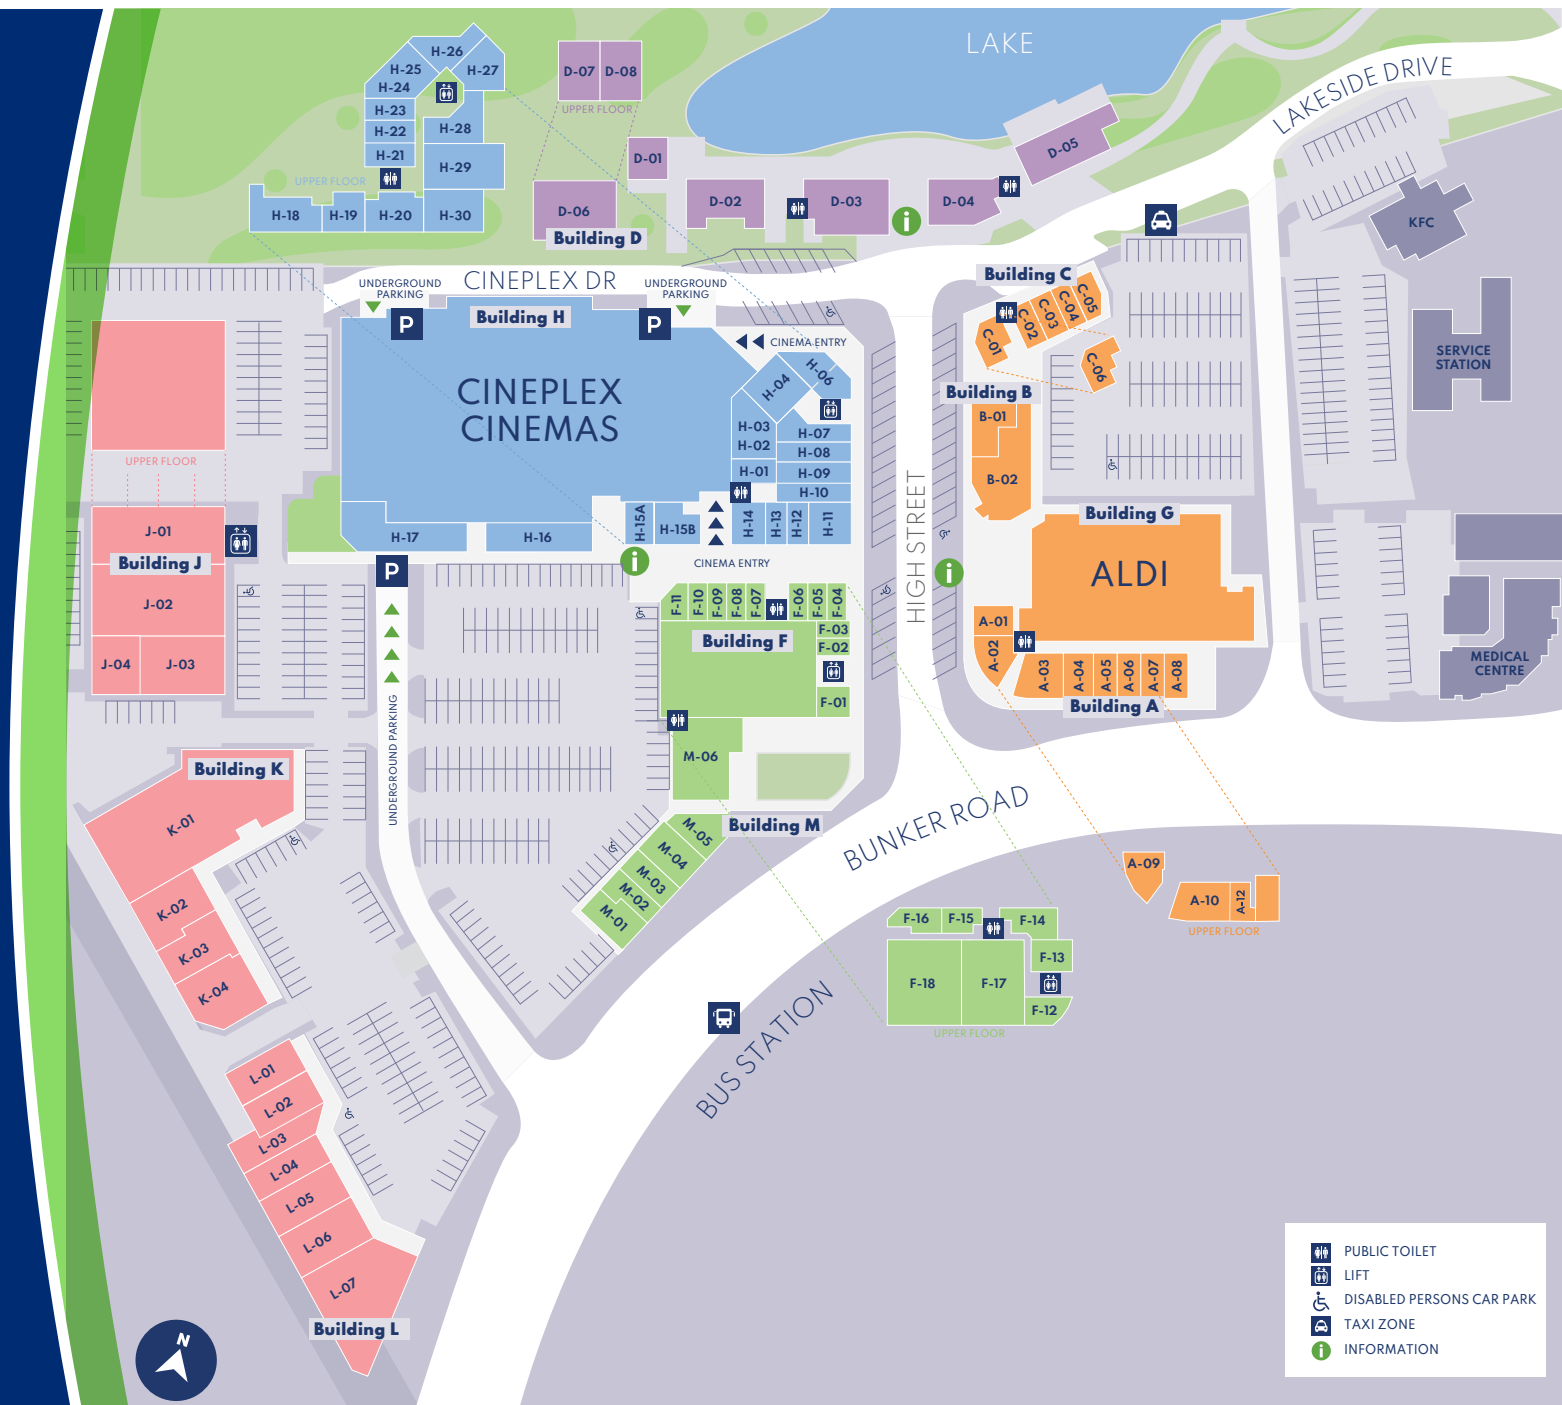 LAKE
LAKESIDE DRIVE
H-26
H-25
H-27
H-24
H-23
H-22
H-28
H-21
H-29
UPPER FLOOR
H-18
H-19
H-20
H-30
D-07
D-08
UPPER FLOOR
D-01
D-02
D-03
D-04
D-05
D-06
Building D
KFC
SERVICE
STATION
MEDICAL
CENTRE
CINEPLEX DR
UNDERGROUND
PARKING
UNDERGROUND
PARKING
P
P
Building H
CINEPLEX
CINEMAS
CINEMA ENTRY
H-06
H-04
H-03
H-02
H-01
H-07
H-08
H-09
H-10
H-15A
H-15B
H-14
H-13
H-12
H-11
H-17
H-16
CINEMA ENTRY
i
i
i
P
UNDERGROUND PARKING
HIGH STREET
Building C
C-01
C-02
C-03
C-04
C-05
C-06
Building B
B-01
B-02
Building G
ALDI
A-01
A-02
A-03
A-04
A-05
A-06
A-07
A-08
Building A
UPPER FLOOR
J-01
Building J
J-02
J-04
J-03
F-11
F-10
F-09
F-08
F-07
F-06
F-05
F-04
Building F
F-03
F-02
F-01
M-06
Building M
M-05
M-04
M-03
M-02
M-01
Building K
K-01
K-02
K-03
K-04
BUNKER ROAD
A-09
A-10
A-12
UPPER FLOOR
F-16
F-15
F-14
F-13
F-18
F-17
F-12
UPPER FLOOR
BUS STATION
L-01
L-02
L-03
L-04
L-05
L-06
L-07
Building L
N
PUBLIC TOILET
LIFT
DISABLED PERSONS CAR PARK
TAXI ZONE
i INFORMATION